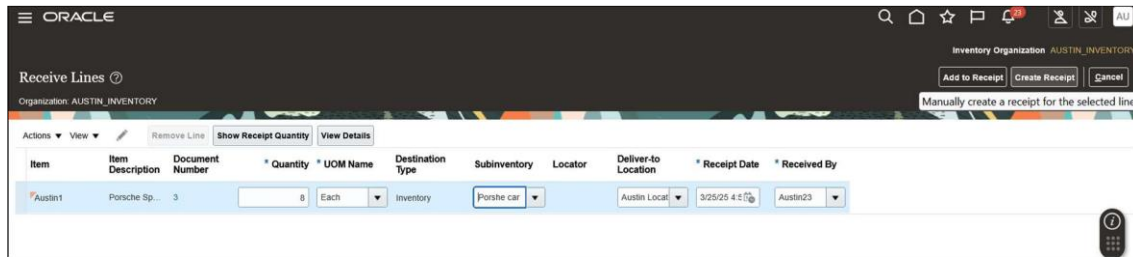 ORACLE
23
AU
Inventory Organization AUSTIN_INVENTORY
Receive Lines
Add to Receipt Create Receipt Cancel
Organization: AUSTIN_INVENTORY
Manually create a receipt for the selected line
Actions View Remove Line Show Receipt Quantity View Details
Item Item Description Document Number * Quantity * UOM Name Destination Type Subinventory Locator Deliver-to Location * Receipt Date * Received By
Austin1 Porsche Sp... 3 8 Each Inventory Porshe car Austin Locat 3/25/25 4:5 Austin23